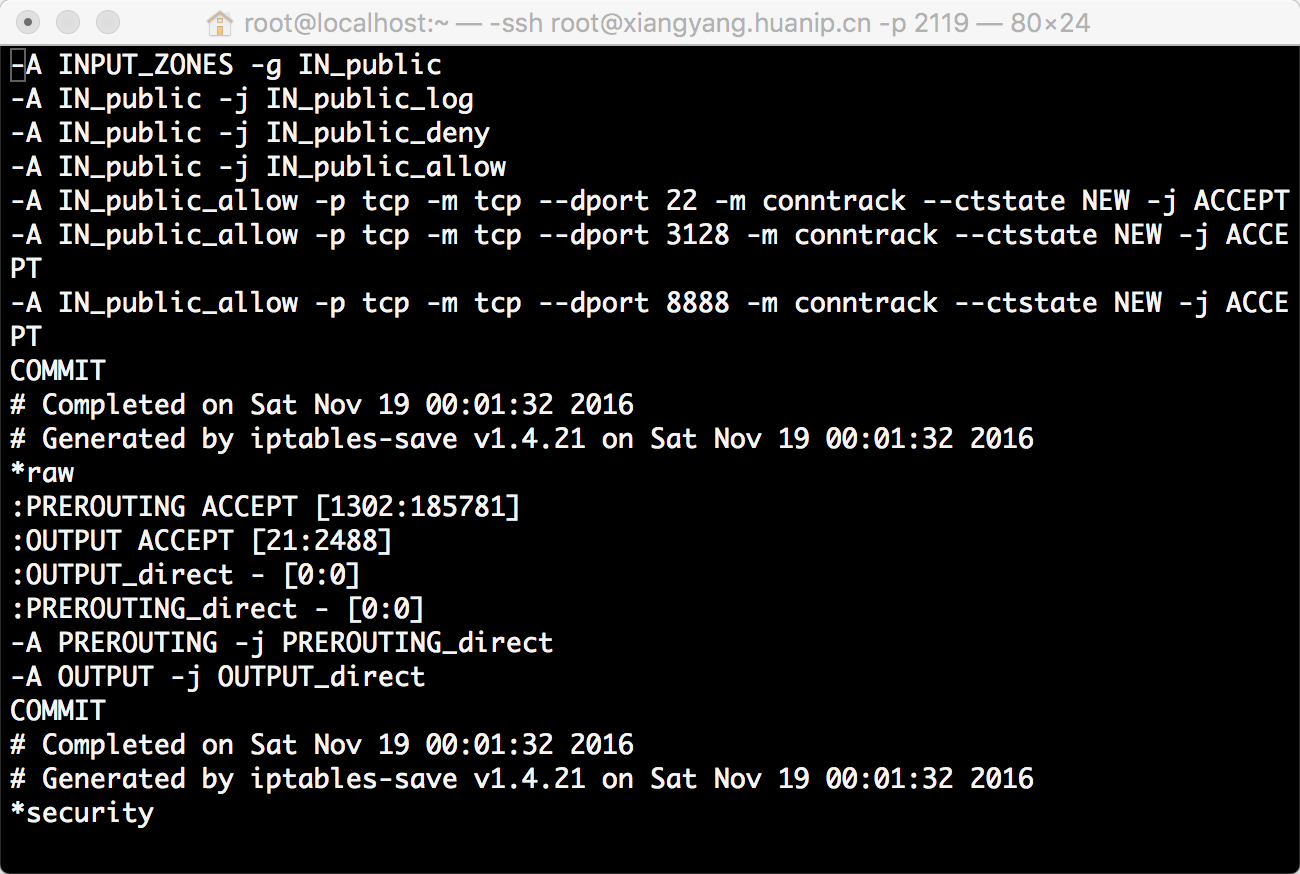 root@localhost:~ — -ssh root@xiangyang.huanip.cn -p 2119 — 80×24
-A INPUT_ZONES -g IN_public
-A IN_public -j IN_public_log
-A IN_public -j IN_public_deny
-A IN_public -j IN_public_allow
-A IN_public_allow -p tcp -m tcp --dport 22 -m conntrack --ctstate NEW -j ACCEPT
-A IN_public_allow -p tcp -m tcp --dport 3128 -m conntrack --ctstate NEW -j ACCE
PT
-A IN_public_allow -p tcp -m tcp --dport 8888 -m conntrack --ctstate NEW -j ACCE
PT
COMMIT
# Completed on Sat Nov 19 00:01:32 2016
# Generated by iptables-save v1.4.21 on Sat Nov 19 00:01:32 2016
*raw
:PREROUTING ACCEPT [1302:185781]
:OUTPUT ACCEPT [21:2488]
:OUTPUT_direct - [0:0]
:PREROUTING_direct - [0:0]
-A PREROUTING -j PREROUTING_direct
-A OUTPUT -j OUTPUT_direct
COMMIT
# Completed on Sat Nov 19 00:01:32 2016
# Generated by iptables-save v1.4.21 on Sat Nov 19 00:01:32 2016
*security